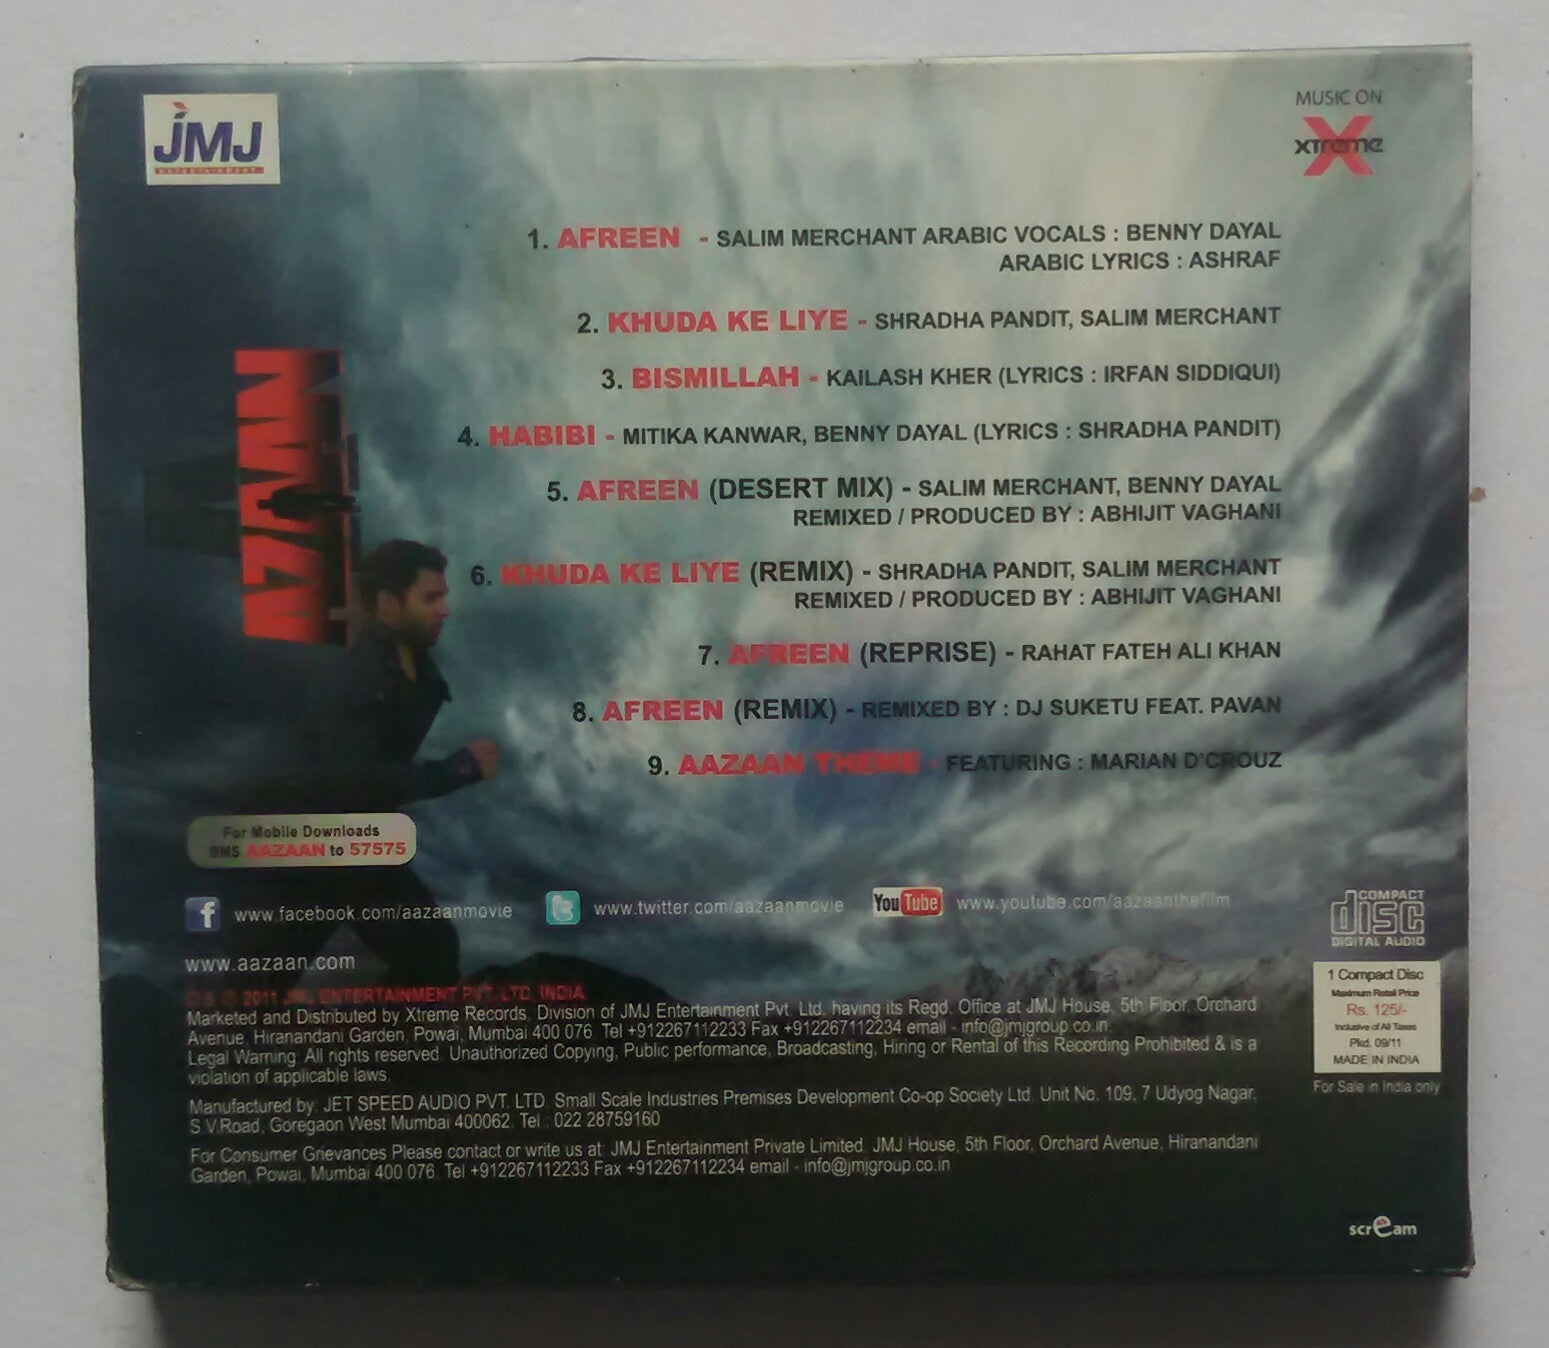 JMJ
ENTERTAINMENT
MUSIC ON
XTreme
1. AFREEN - SALIM MERCHANT ARABIC VOCALS : BENNY DAYAL
ARABIC LYRICS : ASHRAF
2. KHUDA KE LIYE - SHRADHA PANDIT, SALIM MERCHANT
3. BISMILLAH - KAILASH KHER (LYRICS : IRFAN SIDDIQUI)
4. HABIBI - MITIKA KANWAR, BENNY DAYAL (LYRICS : SHRADHA PANDIT)
5. AFREEN (DESERT MIX) - SALIM MERCHANT, BENNY DAYAL
REMIXED / PRODUCED BY : ABHIJIT VAGHANI
6. KHUDA KE LIYE (REMIX) - SHRADHA PANDIT, SALIM MERCHANT
REMIXED / PRODUCED BY : ABHIJIT VAGHANI
7. AFREEN (REPRISE) - RAHAT FATEH ALI KHAN
8. AFREEN (REMIX) - REMIXED BY : DJ SUKETU FEAT. PAVAN
9. AAZAAN THEME - FEATURING : MARIAN D'CROUZ
AZAAN
For Mobile Downloads
SMS AAZAAN to 57575
f www.facebook.com/aazaanmovie
www.twitter.com/aazaanmovie
YouTube www.youtube.com/aazaanthefilm
www.aazaan.com
COMPACT
disc
DIGITAL AUDIO
1 Compact Disc
Maximum Retail Price
Rs. 125/-
Inclusive of All Taxes
Pkd. 09/11
MADE IN INDIA
For Sale in India only
2011 JMJ ENTERTAINMENT PVT. LTD. INDIA
Marketed and Distributed by Xtreme Records, Division of JMJ Entertainment Pvt. Ltd. having its Regd. Office at JMJ House, 5th Floor, Orchard
Avenue, Hiranandani Garden, Powai, Mumbai 400 076. Tel +912267112233 Fax +912267112234 email - info@jmjgroup.co.in.
Legal Warning: All rights reserved. Unauthorized Copying, Public performance, Broadcasting, Hiring or Rental of this Recording Prohibited & is a
violation of applicable laws.
Manufactured by: JET SPEED AUDIO PVT. LTD. Small Scale Industries Premises Development Co-op Society Ltd. Unit No. 109, 7 Udyog Nagar,
S.V.Road, Goregaon West Mumbai 400062. Tel : 022 28759160
For Consumer Grievances Please contact or write us at: JMJ Entertainment Private Limited. JMJ House, 5th Floor, Orchard Avenue, Hiranandani
Garden, Powai, Mumbai 400 076. Tel +912267112233 Fax +912267112234 email - info@jmjgroup.co.in
scream